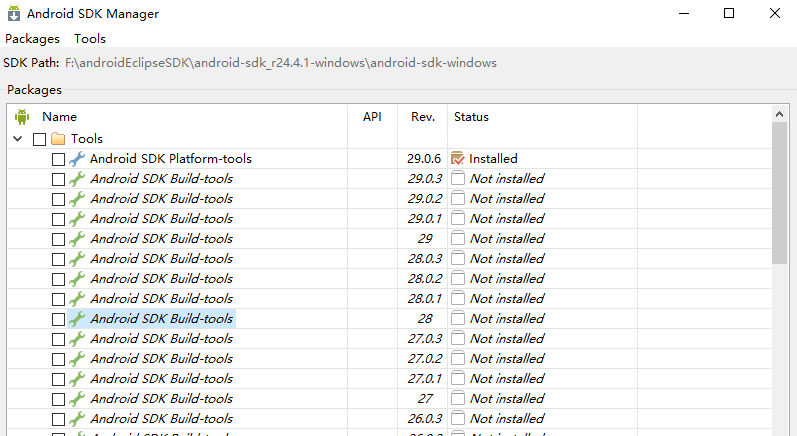 Android SDK Manager
Packages Tools
SDK Path: F:\androidEclipseSDK\android-sdk_r24.4.1-windows\android-sdk-windows
Packages
Name API Rev. Status
Tools
Android SDK Platform-tools 29.0.6 Installed
Android SDK Build-tools 29.0.3 Not installed
Android SDK Build-tools 29.0.2 Not installed
Android SDK Build-tools 29.0.1 Not installed
Android SDK Build-tools 29 Not installed
Android SDK Build-tools 28.0.3 Not installed
Android SDK Build-tools 28.0.2 Not installed
Android SDK Build-tools 28.0.1 Not installed
Android SDK Build-tools 28 Not installed
Android SDK Build-tools 27.0.3 Not installed
Android SDK Build-tools 27.0.2 Not installed
Android SDK Build-tools 27.0.1 Not installed
Android SDK Build-tools 27 Not installed
Android SDK Build-tools 26.0.3 Not installed